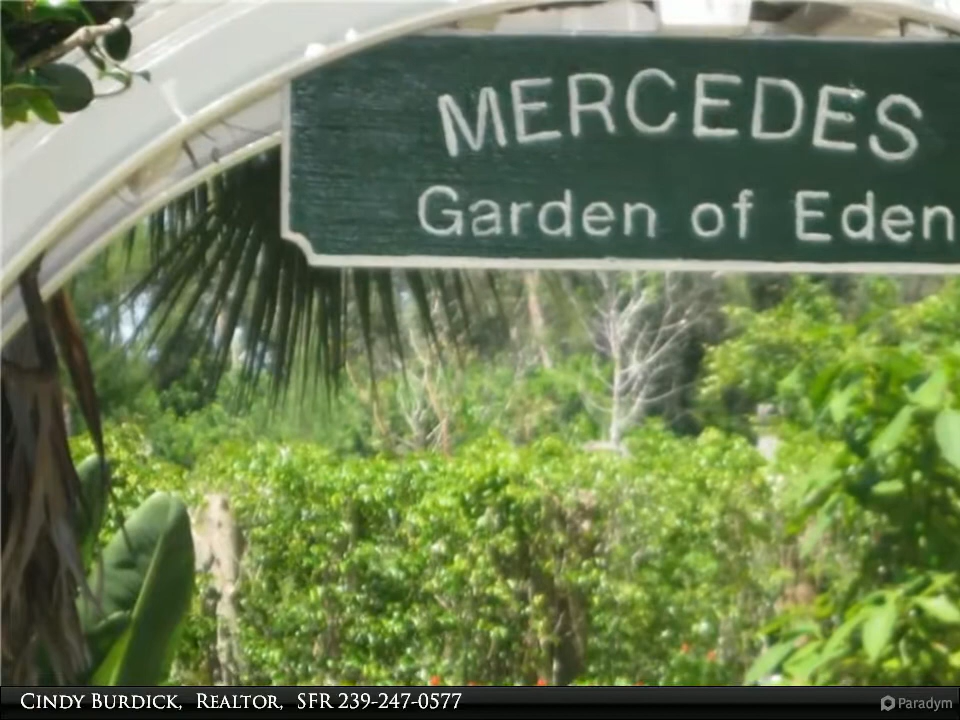 MERCEDES
Garden of Eden
CINDY BURDICK, REALTOR, SFR 239-247-0577
Paradym